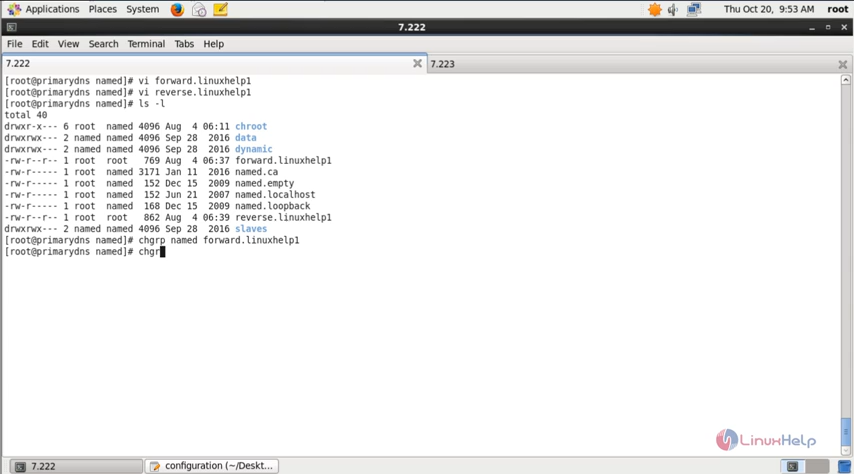 Applications Places System Thu Oct 20, 9:53 AM root
7.222
File Edit View Search Terminal Tabs Help
7.222 7.223
[root@primarydns named]# vi forward.linuxhelp1
[root@primarydns named]# vi reverse.linuxhelp1
[root@primarydns named]# ls -l
total 40
drwxr-x--- 6 root named 4096 Aug 4 06:11 chroot
drwxrwx--- 2 named named 4096 Sep 28 2016 data
drwxrwx--- 2 named named 4096 Sep 28 2016 dynamic
-rw-r--r-- 1 root root 769 Aug 4 06:37 forward.linuxhelp1
-rw-r----- 1 root named 3171 Jan 11 2016 named.ca
-rw-r----- 1 root named 152 Dec 15 2009 named.empty
-rw-r----- 1 root named 152 Jun 21 2007 named.localhost
-rw-r----- 1 root named 168 Dec 15 2009 named.loopback
-rw-r--r-- 1 root root 862 Aug 4 06:39 reverse.linuxhelp1
drwxrwx--- 2 named named 4096 Sep 28 2016 slaves
[root@primarydns named]# chgrp named forward.linuxhelp1
[root@primarydns named]# chgr
LinuxHelp
7.222 configuration (~/Deskt...